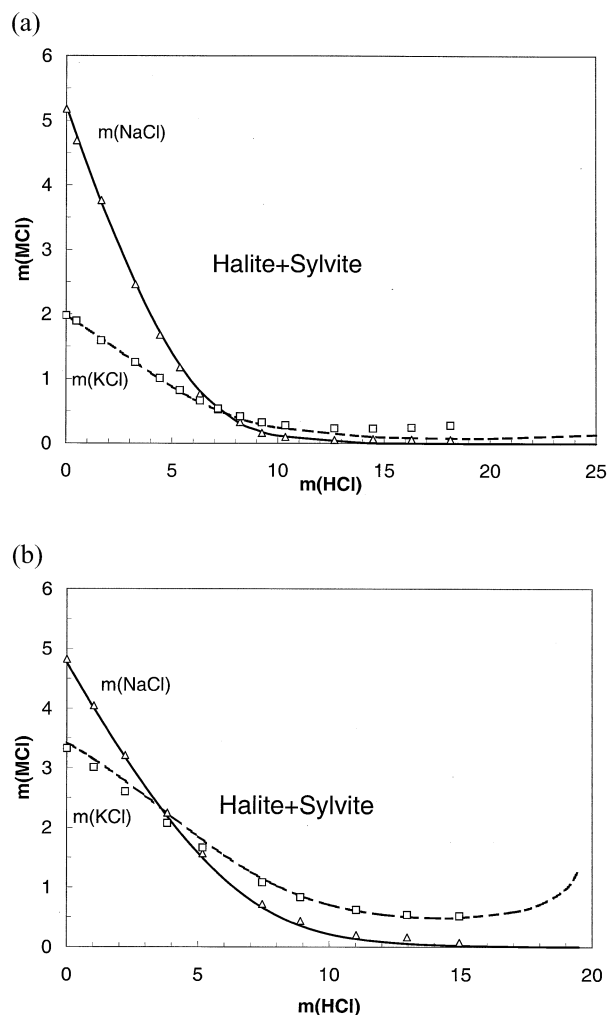 (a)
6
m(NaCl)
5
4
m(MCl)
3
Halite+Sylvite
2
m(KCl)
1
0
0 5 10 15 20 25
m(HCl)
(b)
6
5
m(NaCl)
4
m(MCl)
3
Halite+Sylvite
m(KCl)
2
1
0
0 5 10 15 20
m(HCl)